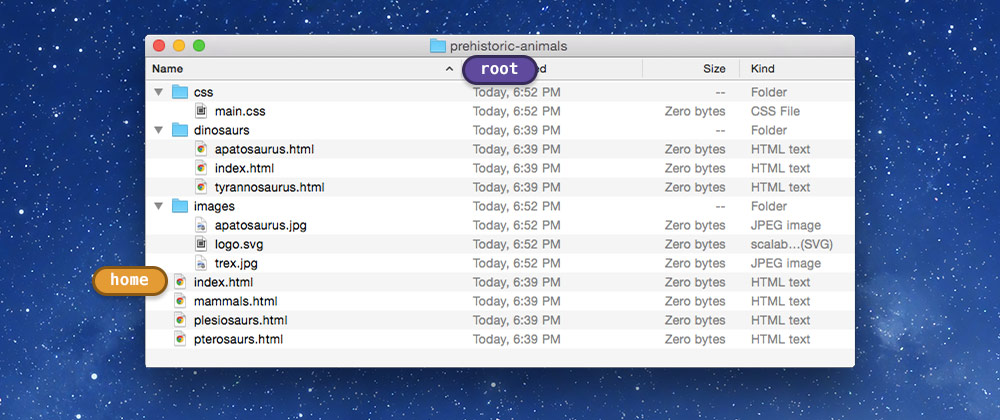 prehistoric-animals
Name root Size Kind
css Today, 6:52 PM -- Folder
main.css Today, 6:52 PM Zero bytes CSS File
dinosaurs Today, 6:39 PM -- Folder
apatosaurus.html Today, 6:39 PM Zero bytes HTML text
index.html Today, 6:39 PM Zero bytes HTML text
tyrannosaurus.html Today, 6:39 PM Zero bytes HTML text
images Today, 6:52 PM -- Folder
apatosaurus.jpg Today, 6:52 PM Zero bytes JPEG image
logo.svg Today, 6:52 PM Zero bytes scalab...(SVG)
trex.jpg Today, 6:52 PM Zero bytes JPEG image
home index.html Today, 6:39 PM Zero bytes HTML text
mammals.html Today, 6:39 PM Zero bytes HTML text
plesiosaurs.html Today, 6:39 PM Zero bytes HTML text
pterosaurs.html Today, 6:39 PM Zero bytes HTML text